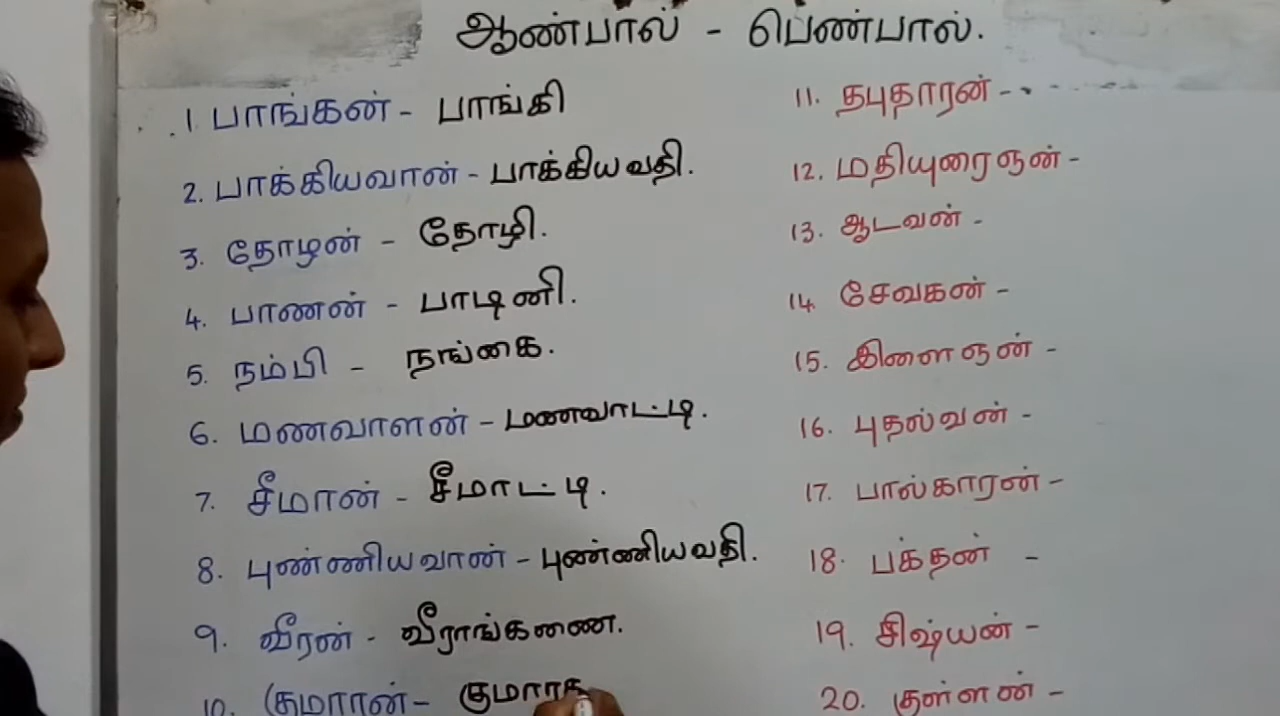 ஆண்பால் - பெண்பால்.
1. பாங்கன் - பாங்கி
2. பாக்கியவான் - பாக்கியவதி.
3. தோழன் - தோழி.
4. பாணன் - பாடினி.
5. நம்பி - நங்கை.
6. மணவாளன் - மணவாட்டி.
7. சீமான் - சீமாட்டி.
8. புண்ணியவான் - புண்ணியவதி.
9. வீரன் - வீராங்கணை.
10. குமாரன் -
11. தபுதாரன் -
12. மதியுரைஞன் -
13. ஆடவன் -
14. சேவகன் -
15. இளைஞன் -
16. புதல்வன் -
17. பால்காரன் -
18. பக்தன் -
19. சிஷ்யன் -
20. குள்ளன் -